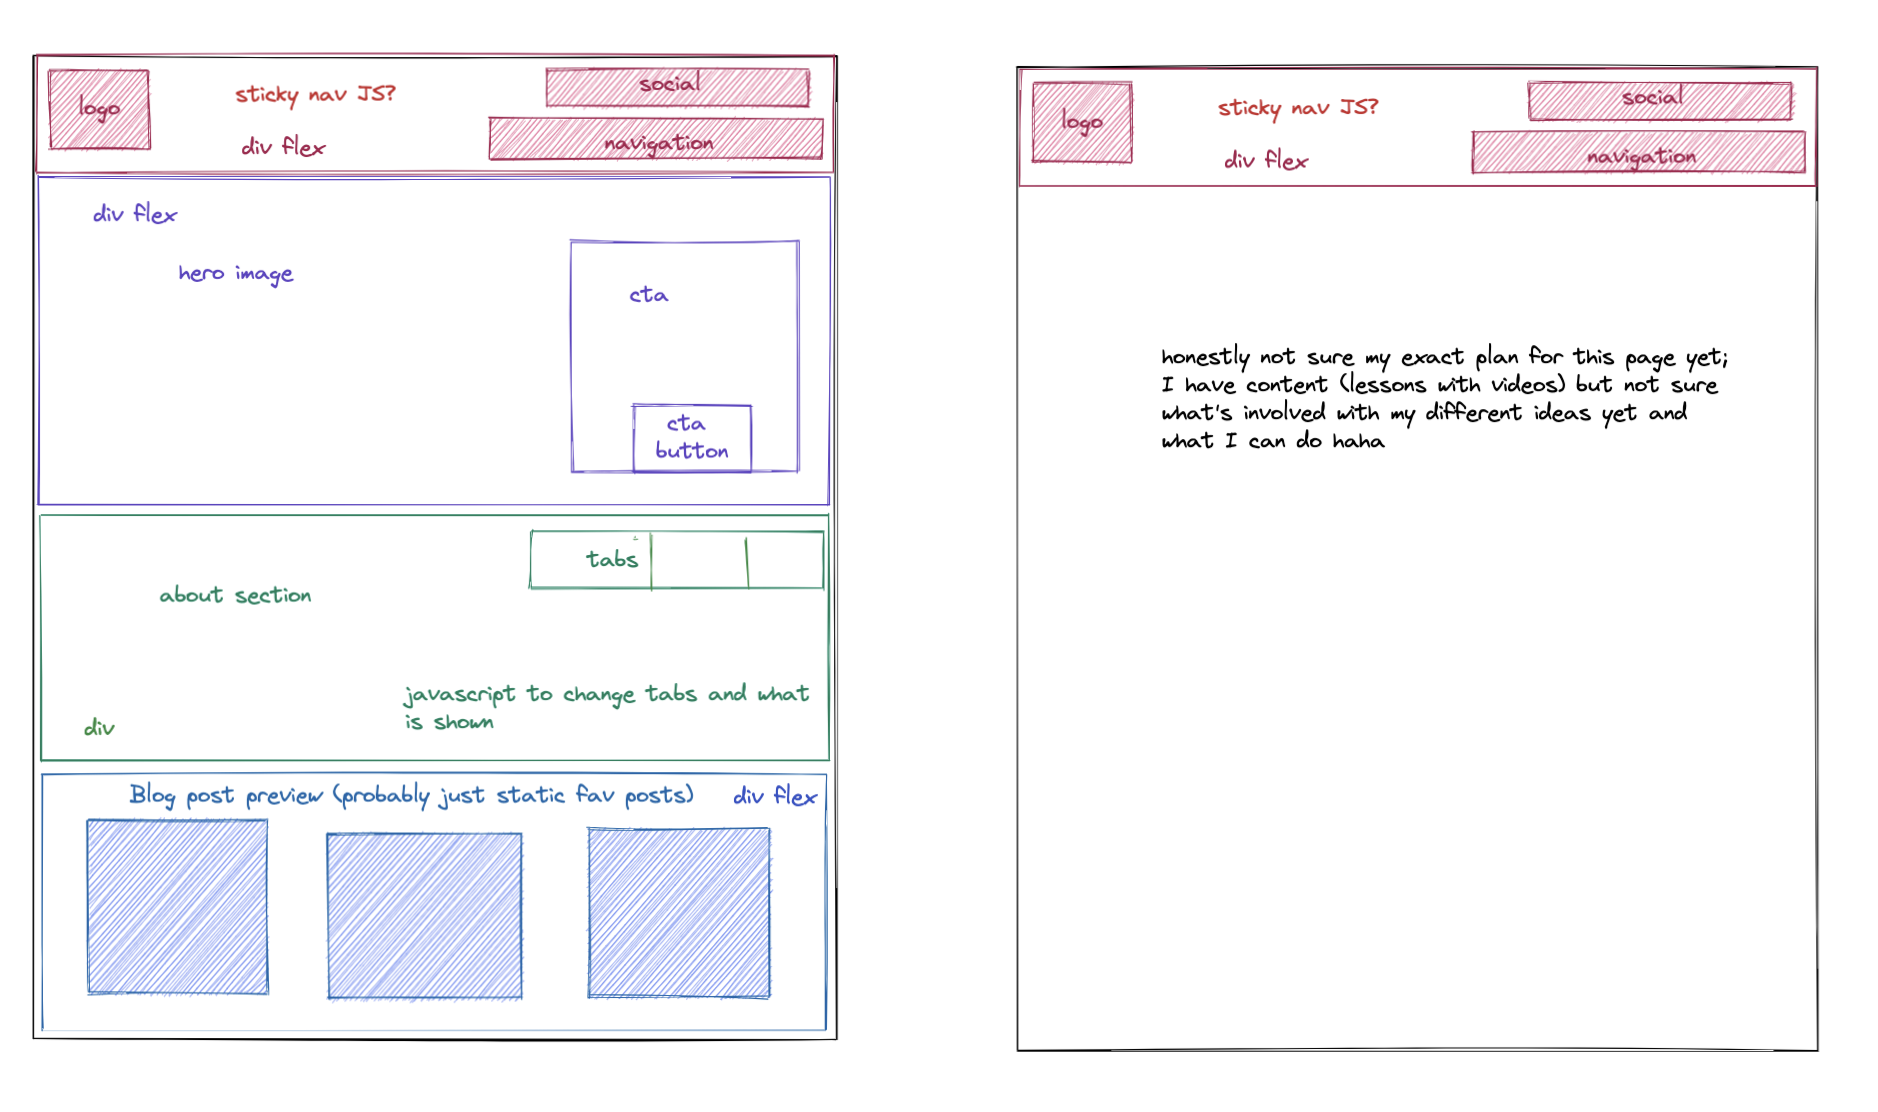 logo
sticky nav JS?
div flex
social
navigation
div flex
hero image
cta
cta
button
tabs
about section
javascript to change tabs and what
is shown
div
Blog post preview (probably just static fav posts)
div flex
logo
sticky nav JS?
div flex
social
navigation
honestly not sure my exact plan for this page yet;
I have content (lessons with videos) but not sure
what's involved with my different ideas yet and
what I can do haha